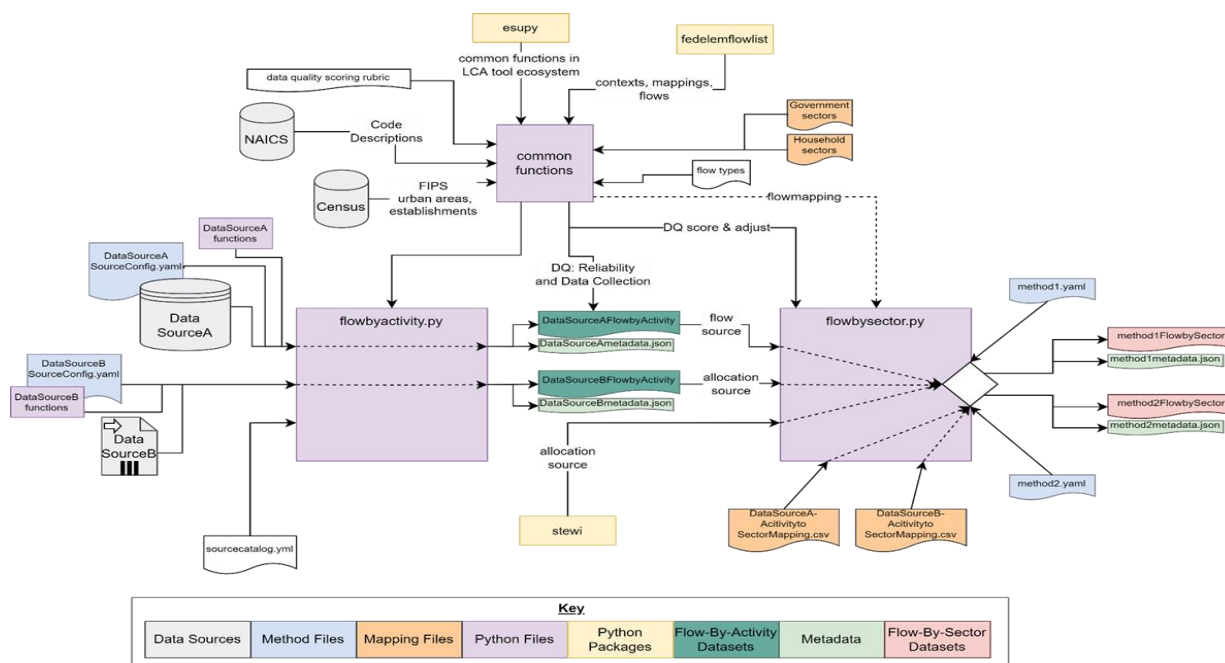 esupy
fedelemflowlist
common functions in
LCA tool ecosystem
data quality scoring rubric
contexts, mappings,
flows
Government
sectors
NAICS
Code
Descriptions
Household
sectors
common
functions
flow types
Census
FIPS
urban areas,
establishments
flowmapping
DataSourceA
functions
DQ score & adjust
DataSourceA
SourceConfig.yaml
DQ: Reliability
and Data Collection
method1.yaml
Data
SourceA
flowbyactivity.py
DataSourceAFlowbyActivity
flow
source
flowbysector.py
method1FlowbySector
DataSourceAmetadata.json
method1metadata.json
DataSourceB
SourceConfig.yaml
DataSourceBFlowbyActivity
allocation
source
DataSourceB
functions
DataSourceBmetadata.json
method2FlowbySector
method2metadata.json
Data
SourceB
allocation
source
method2.yaml
DataSourceA-
Acitivityto
SectorMapping.csv
DataSourceB-
Acitivityto
SectorMapping.csv
stewi
sourcecatalog.yml
Key
Data Sources
Method Files
Mapping Files
Python Files
Python
Packages
Flow-By-Activity
Datasets
Metadata
Flow-By-Sector
Datasets